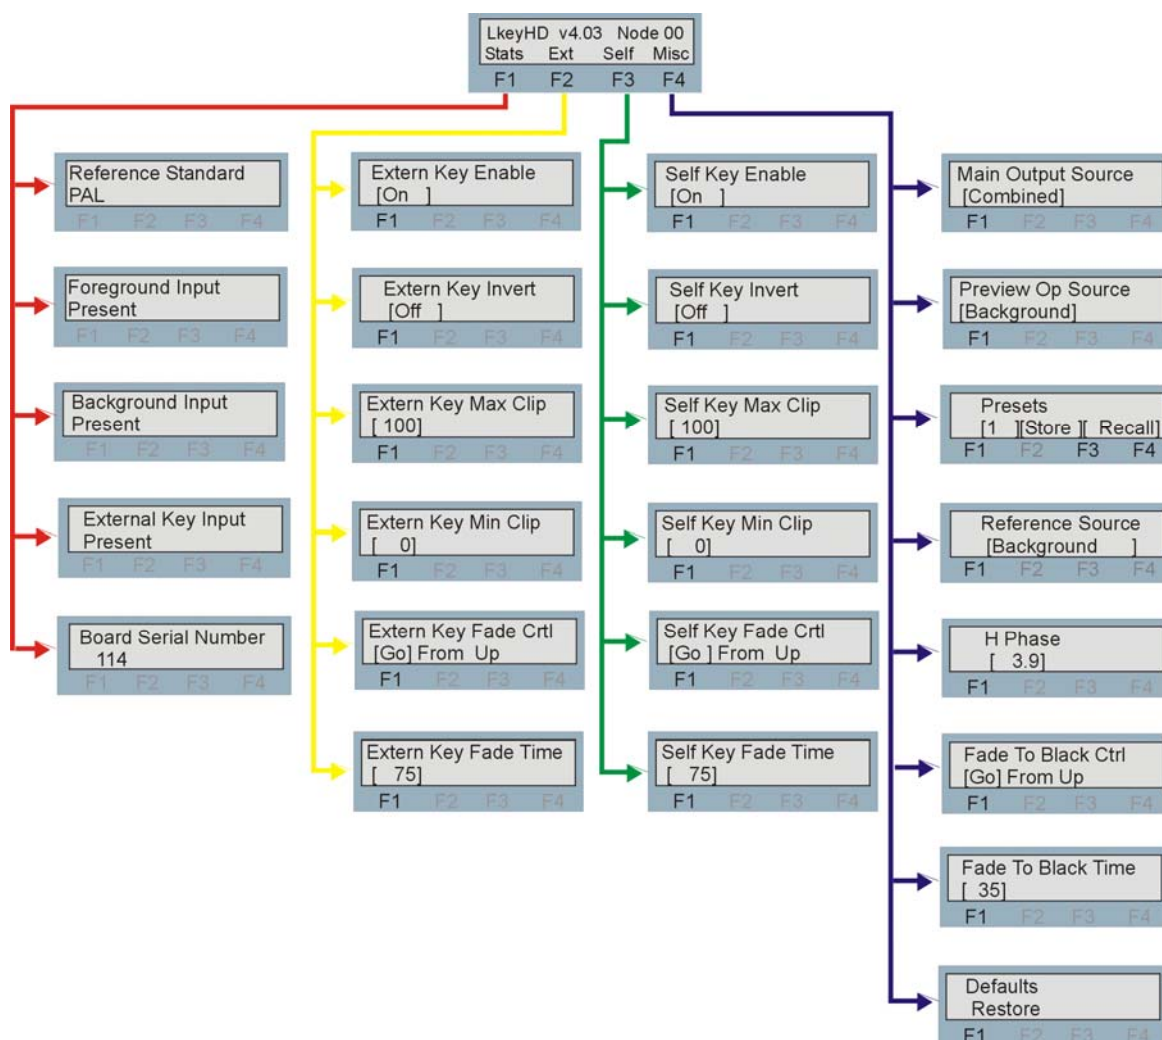 LkeyHD v4.03 Node 00
Stats Ext Self Misc
F1 F2 F3 F4
Reference Standard
PAL
F1 F2 F3 F4
Foreground Input
Present
F1 F2 F3 F4
Background Input
Present
F1 F2 F3 F4
External Key Input
Present
F1 F2 F3 F4
Board Serial Number
114
F1 F2 F3 F4
Extern Key Enable
[On ]
F1 F2 F3 F4
Extern Key Invert
[Off ]
F1 F2 F3 F4
Extern Key Max Clip
[ 100]
F1 F2 F3 F4
Extern Key Min Clip
[ 0]
F1 F2 F3 F4
Extern Key Fade Crtl
[Go] From Up
F1 F2 F3 F4
Extern Key Fade Time
[ 75]
F1 F2 F3 F4
Self Key Enable
[On ]
F1 F2 F3 F4
Self Key Invert
[Off ]
F1 F2 F3 F4
Self Key Max Clip
[ 100]
F1 F2 F3 F4
Self Key Min Clip
[ 0]
F1 F2 F3 F4
Self Key Fade Crtl
[Go ] From Up
F1 F2 F3 F4
Self Key Fade Time
[ 75]
F1 F2 F3 F4
Main Output Source
[Combined]
F1 F2 F3 F4
Preview Op Source
[Background]
F1 F2 F3 F4
Presets
[1 ][Store ][ Recall]
F1 F2 F3 F4
Reference Source
[Background ]
F1 F2 F3 F4
H Phase
[ 3.9]
F1 F2 F3 F4
Fade To Black Ctrl
[Go] From Up
F1 F2 F3 F4
Fade To Black Time
[ 35]
F1 F2 F3 F4
Defaults
Restore
F1 F2 F3 F4